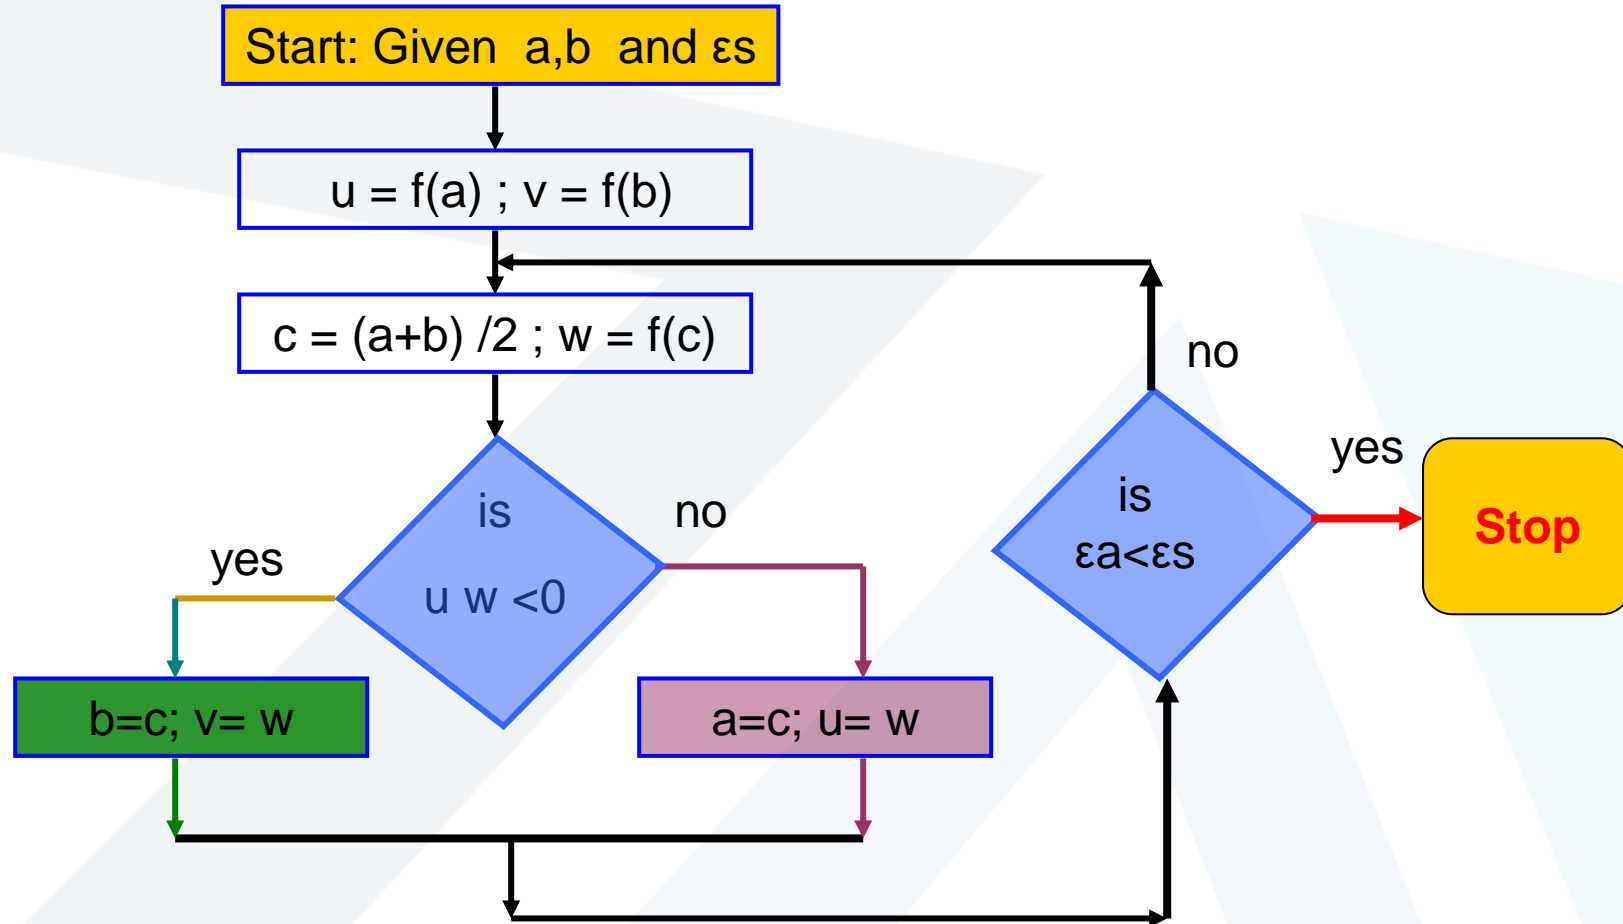 Start: Given a,b and εs
u = f(a) ; v = f(b)
c = (a+b) /2 ; w = f(c)
is
u w <0
yes
no
b=c; v= w
a=c; u= w
is
εa<εs
no
yes
Stop